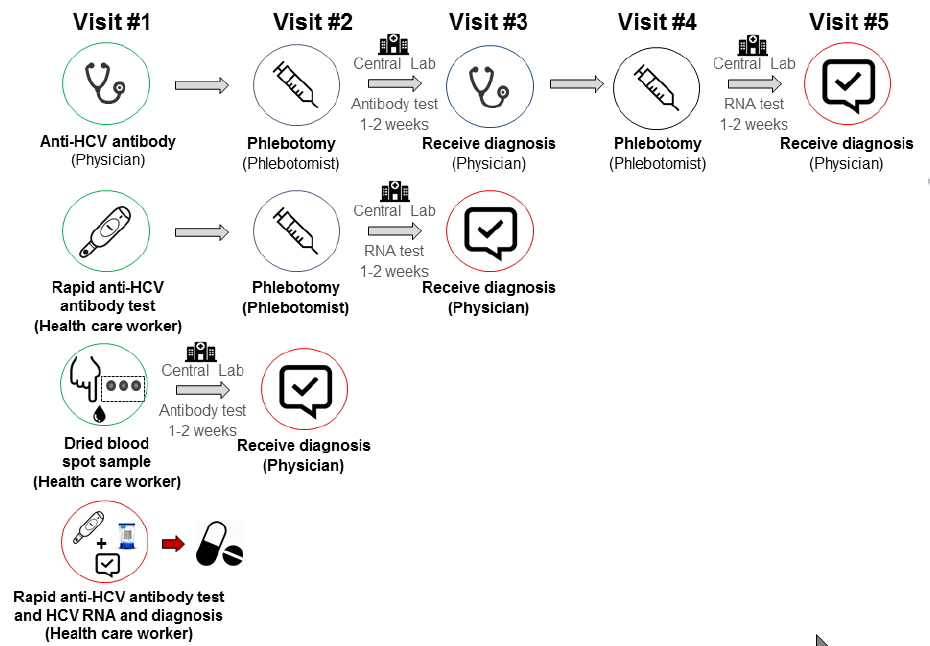 Visit #1
Visit #2
Visit #3
Visit #4
Visit #5
Anti-HCV antibody
(Physician)
Phlebotomy
(Phlebotomist)
Central Lab
Antibody test
1-2 weeks
Receive diagnosis
(Physician)
Phlebotomy
(Phlebotomist)
Central Lab
RNA test
1-2 weeks
Receive diagnosis
(Physician)
Rapid anti-HCV
antibody test
(Health care worker)
Phlebotomy
(Phlebotomist)
Central Lab
RNA test
1-2 weeks
Receive diagnosis
(Physician)
Dried blood
spot sample
(Health care worker)
Central Lab
Antibody test
1-2 weeks
Receive diagnosis
(Physician)
+
Rapid anti-HCV antibody test
and HCV RNA and diagnosis
(Health care worker)